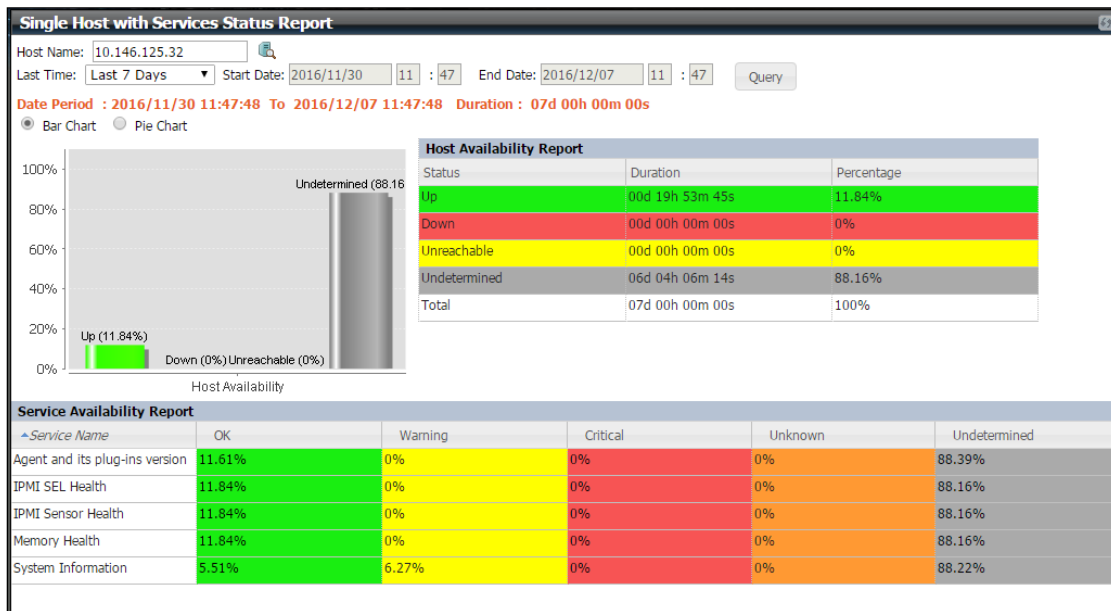 Single Host with Services Status Report
Host Name: 10.146.125.32
Last Time: Last 7 Days Start Date: 2016/11/30 11 : 47 End Date: 2016/12/07 11 : 47 Query
Date Period : 2016/11/30 11:47:48 To 2016/12/07 11:47:48 Duration : 07d 00h 00m 00s
Bar Chart Pie Chart
100%
80%
60%
40%
20%
0%
Undetermined (88.16
Up (11.84%)
Down (0%) Unreachable (0%)
Host Availability
Host Availability Report
Status Duration Percentage
Up 00d 19h 53m 45s 11.84%
Down 00d 00h 00m 00s 0%
Unreachable 00d 00h 00m 00s 0%
Undetermined 06d 04h 06m 14s 88.16%
Total 07d 00h 00m 00s 100%
Service Availability Report
Service Name OK Warning Critical Unknown Undetermined
Agent and its plug-ins version 11.61% 0% 0% 0% 88.39%
IPMI SEL Health 11.84% 0% 0% 0% 88.16%
IPMI Sensor Health 11.84% 0% 0% 0% 88.16%
Memory Health 11.84% 0% 0% 0% 88.16%
System Information 5.51% 6.27% 0% 0% 88.22%